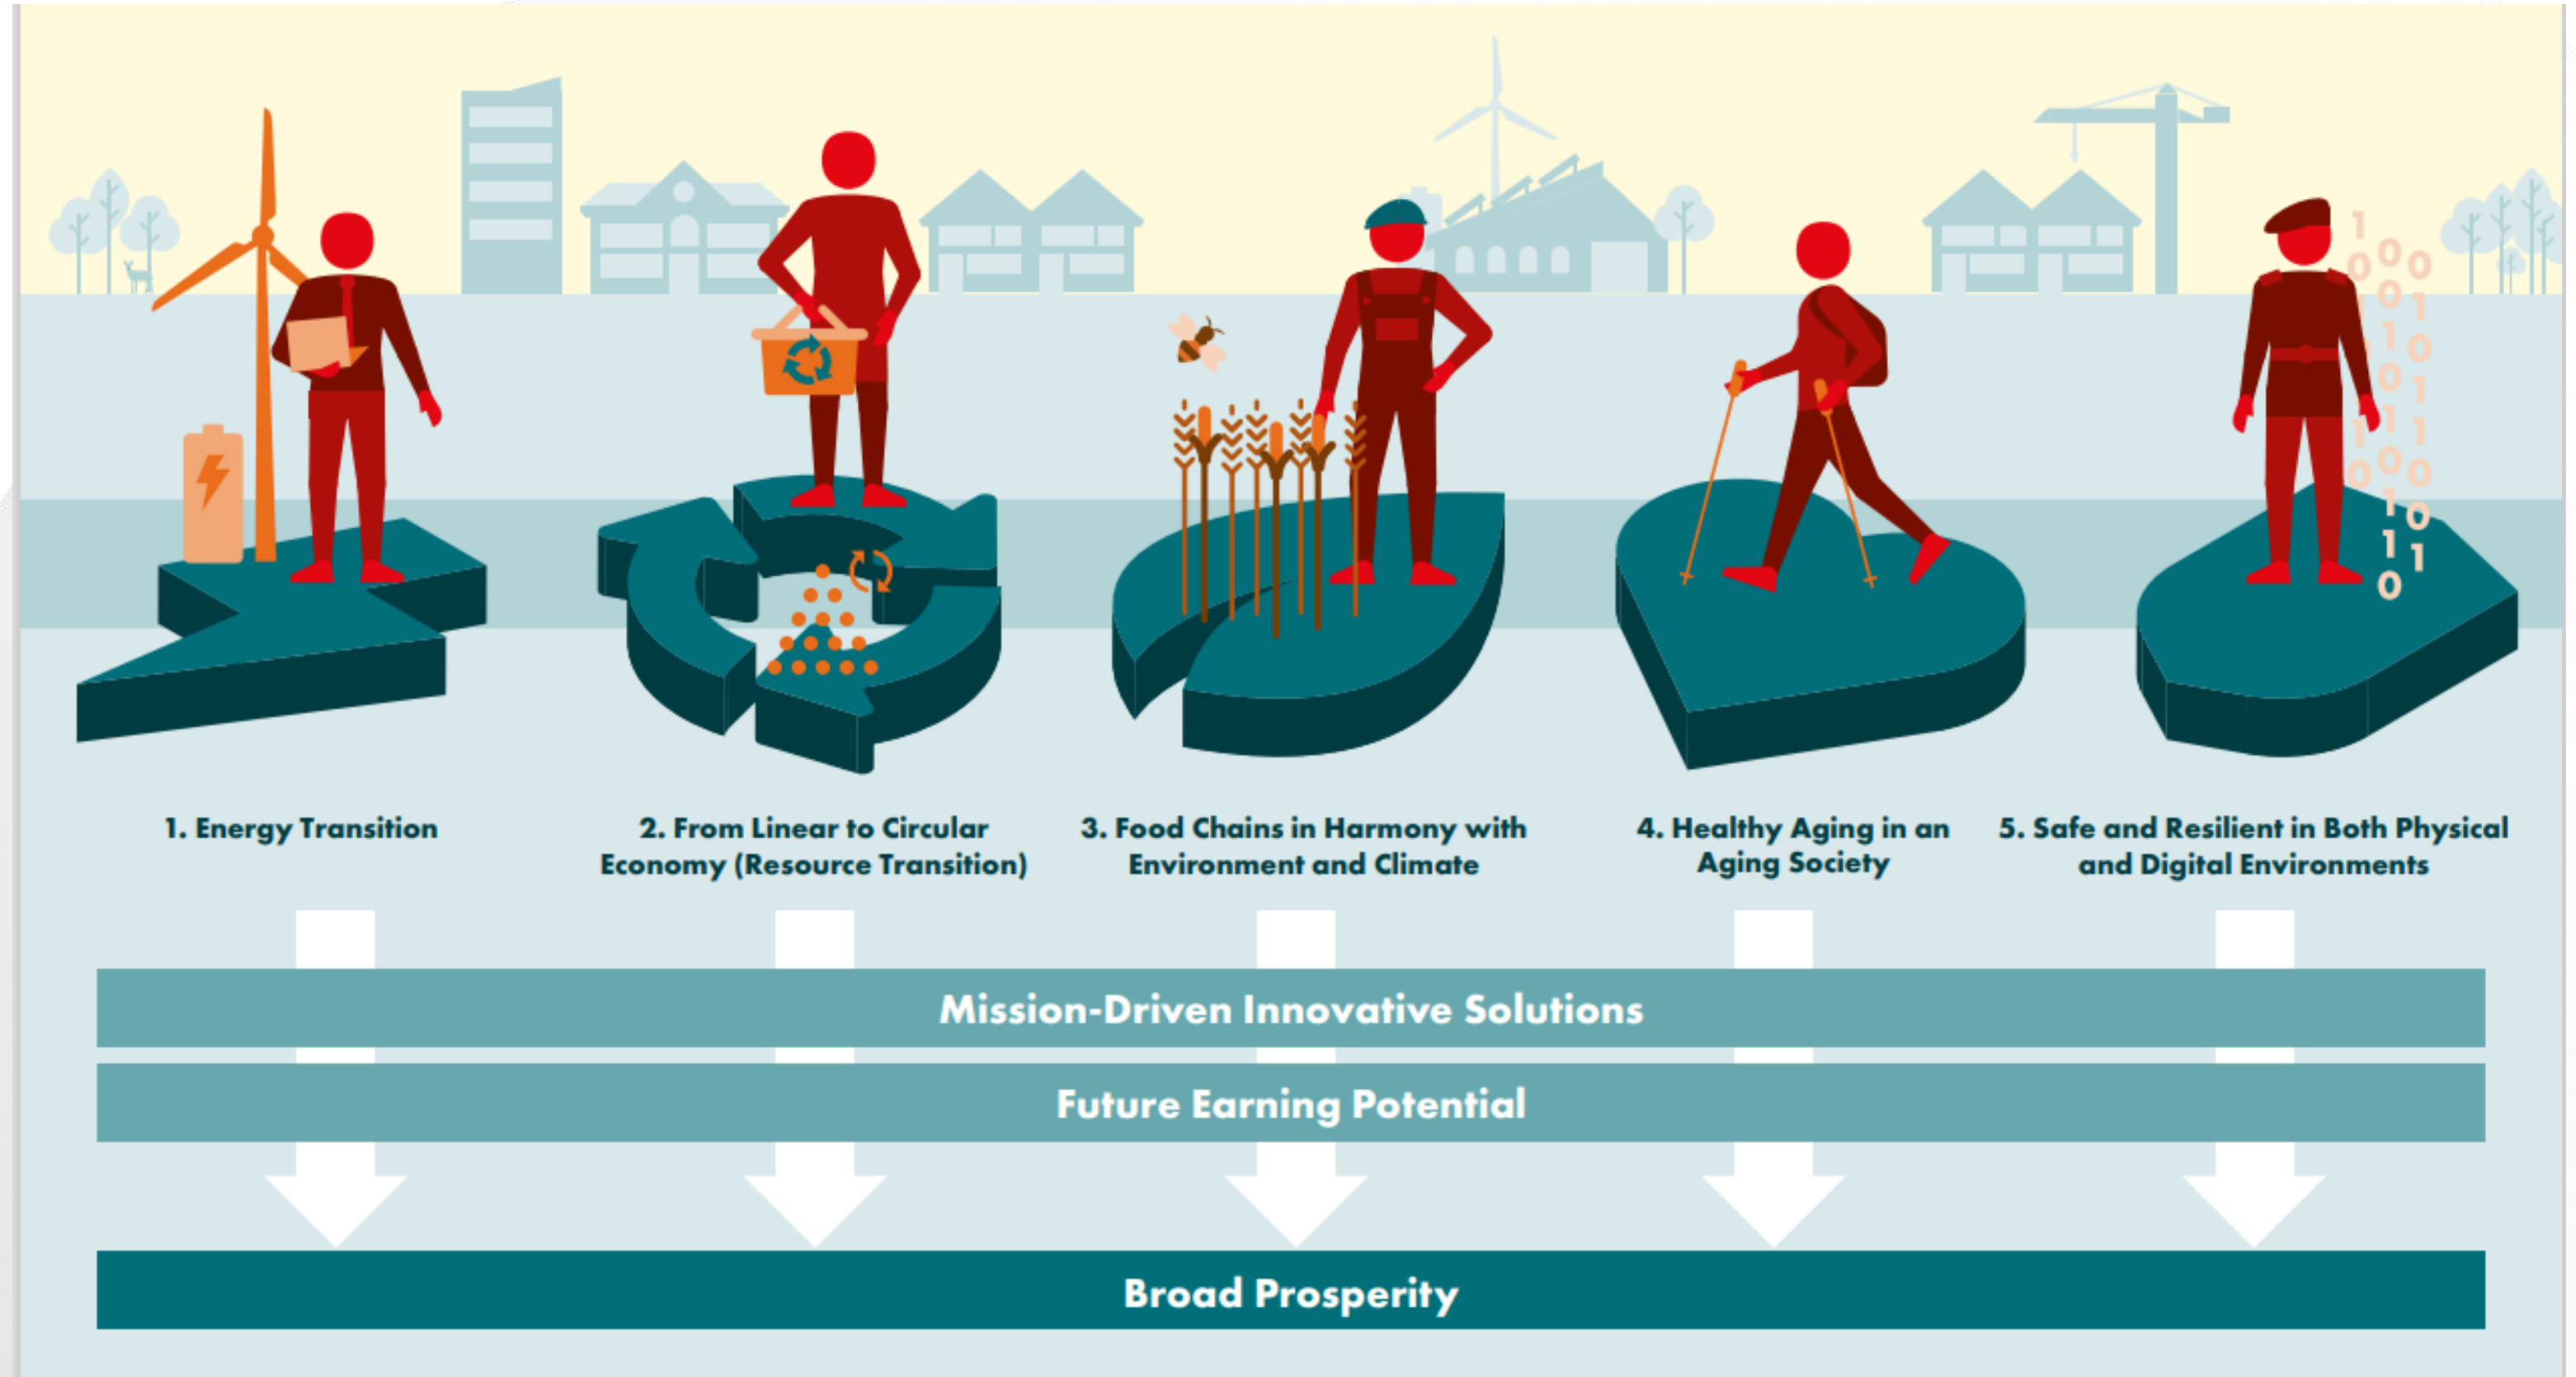 1. Energy Transition
2. From Linear to Circular
Economy (Resource Transition)
3. Food Chains in Harmony with
Environment and Climate
4. Healthy Aging in an
Aging Society
5. Safe and Resilient in Both Physical
and Digital Environments
Mission-Driven Innovative Solutions
Future Earning Potential
Broad Prosperity